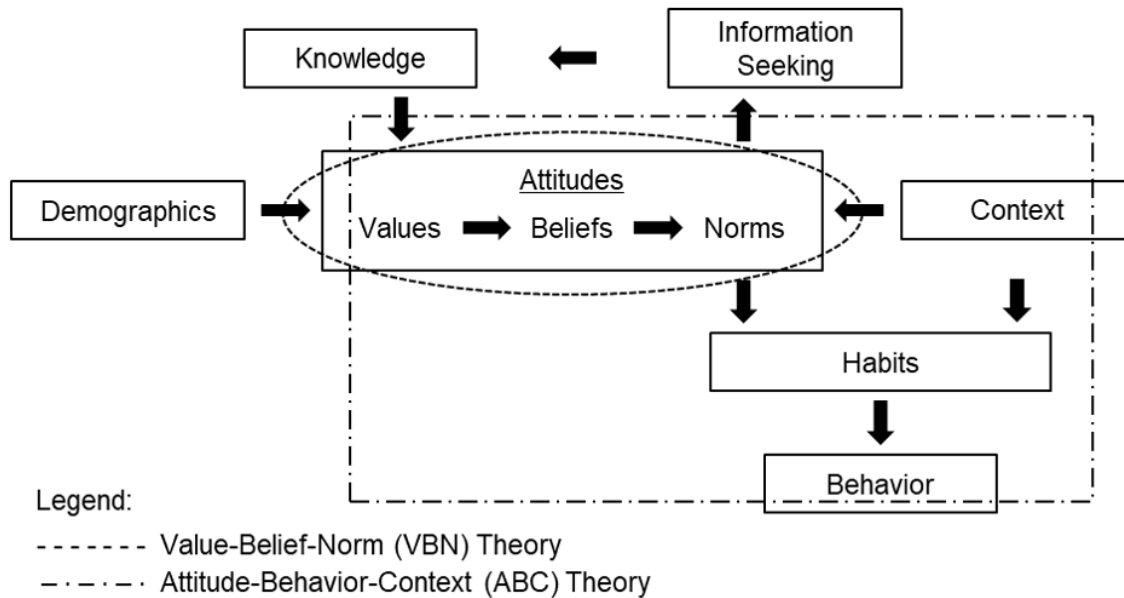 Knowledge
Information
Seeking
Attitudes
Demographics
Values
Beliefs
Norms
Context
Habits
Behavior
Legend:
Value-Belief-Norm (VBN) Theory
Attitude-Behavior-Context (ABC) Theory